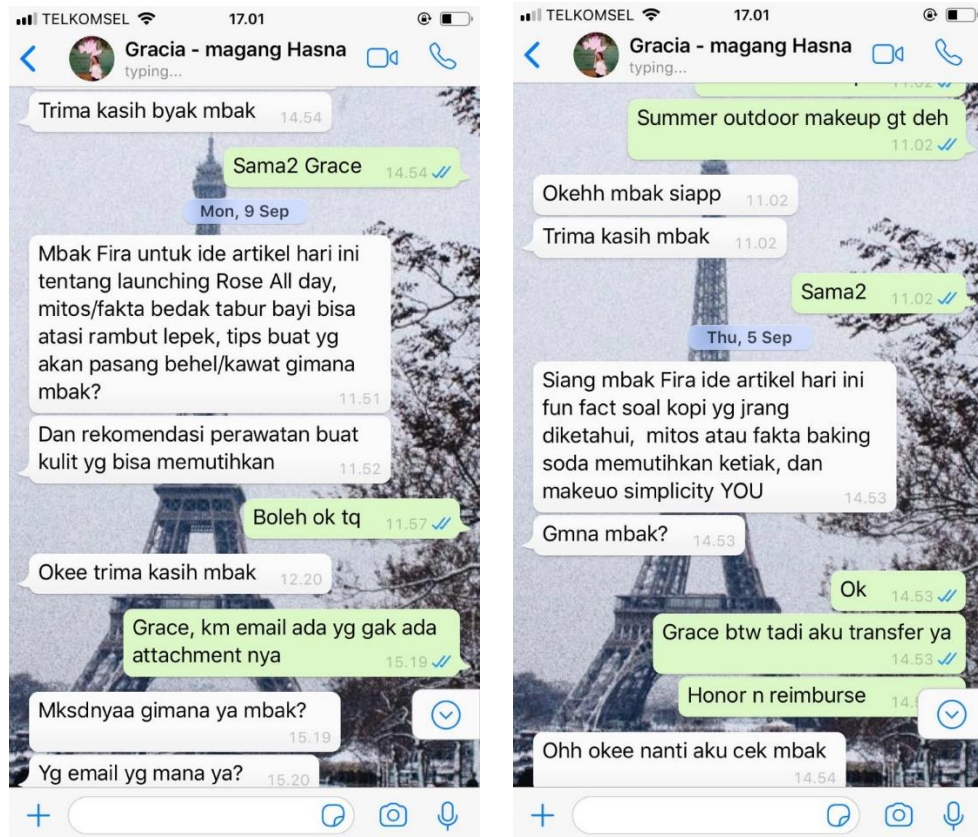 TELKOMSEL 17.01
Gracia - magang Hasna
typing...
Trima kasih byak mbak 14.54
Sama2 Grace 14.54
Mon, 9 Sep
Mbak Fira untuk ide artikel hari ini
tentang launching Rose All day,
mitos/fakta bedak tabur bayi bisa
atasi rambut lepek, tips buat yg
akan pasang behel/kawat gimana
mbak? 11.51
Dan rekomendasi perawatan buat
kulit yg bisa memutihkan 11.52
Boleh ok tq 11.57
Okee trima kasih mbak 12.20
Grace, km email ada yg gak ada
attachment nya 15.19
Mksdnyaa gimana ya mbak?
15.19
Yg email yg mana ya? 15.20
TELKOMSEL 17.01
Gracia - magang Hasna
typing...
Summer outdoor makeup gt deh
11.02
Okehh mbak siapp 11.02
Trima kasih mbak 11.02
Sama2 11.02
Thu, 5 Sep
Siang mbak Fira ide artikel hari ini
fun fact soal kopi yg jrang
diketahui, mitos atau fakta baking
soda memutihkan ketiak, dan
makeuo simplicity YOU 14.53
Gmna mbak? 14.53
Ok 14.53
Grace btw tadi aku transfer ya
14.53
Honor n reimburse
Ohh okee nanti aku cek mbak
14.54